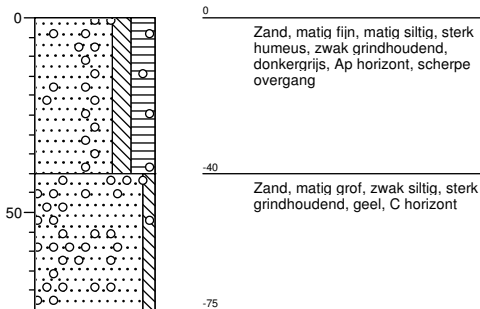 0
0
Zand, matig fijn, matig siltig, sterk
humeus, zwak grindhoudend,
donkergrijs, Ap horizont, scherpe
overgang
-40
Zand, matig grof, zwak siltig, sterk
grindhoudend, geel, C horizont
50
-75